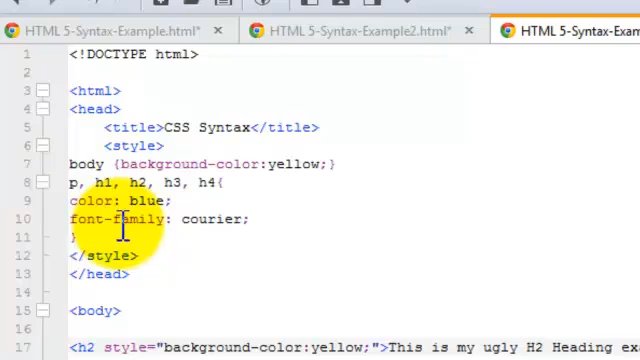 HTML 5-Syntax-Example.html* × HTML 5-Syntax-Example2.html* × HTML 5-Syntax-Exam
1 <!DOCTYPE html>
2
3 <html>
4 <head>
5 <title>CSS Syntax</title>
6 <style>
7 body {background-color:yellow;}
8 p, h1, h2, h3, h4{
9 color: blue;
10 font-family: courier;
11 }
12 </style>
13 </head>
14
15 <body>
16
17 <h2 style="background-color:yellow;">This is my ugly H2 Heading exa